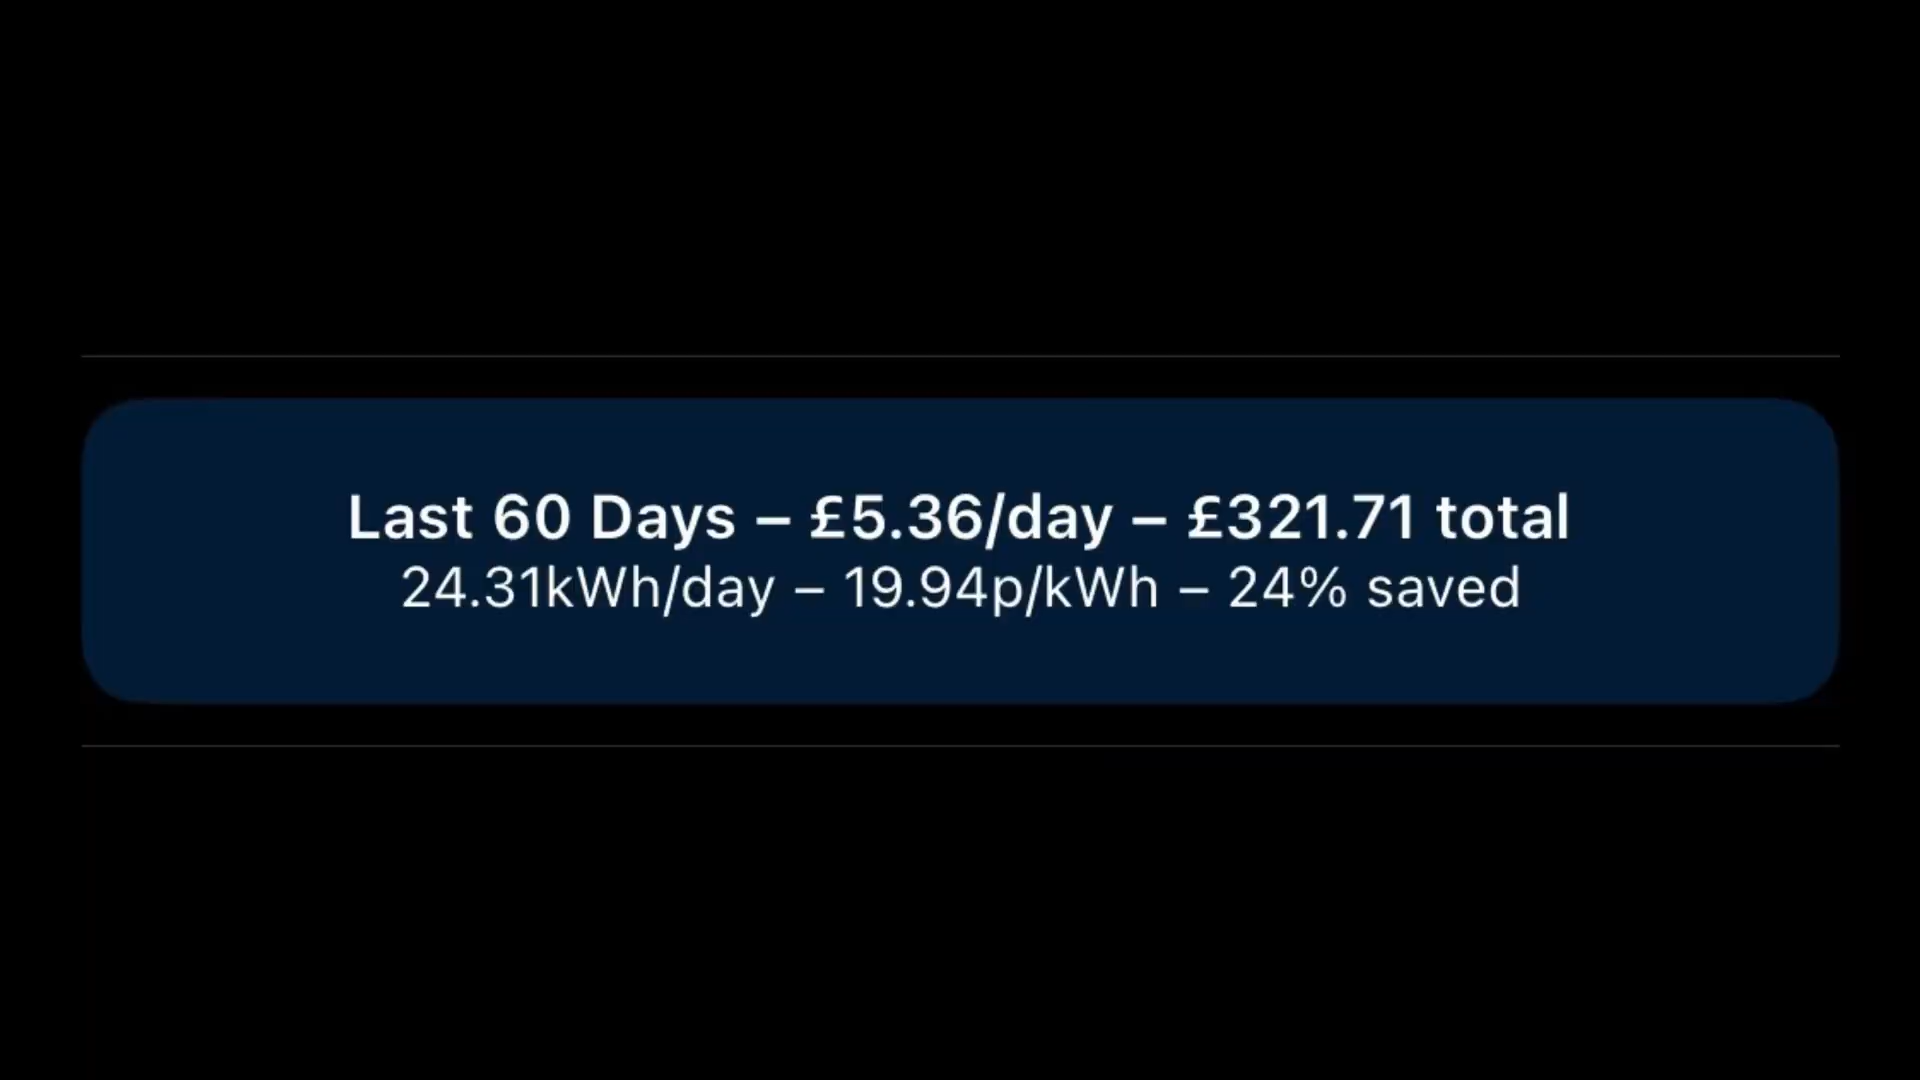 Last 60 Days – £5.36/day – £321.71 total
24.31kWh/day – 19.94p/kWh – 24% saved